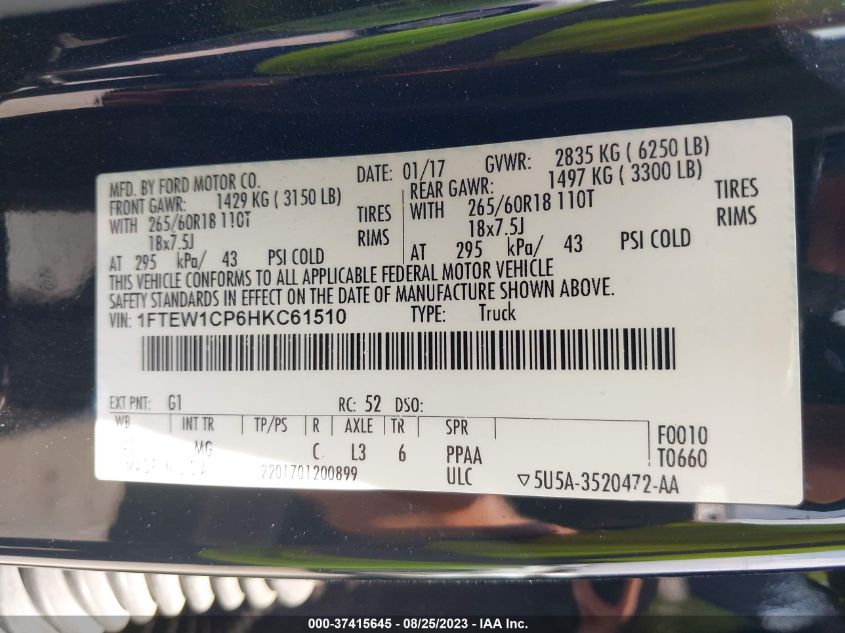 MFD. BY FORD MOTOR CO. DATE: 01/17 GVWR: 2835 KG ( 6250 LB)
FRONT GAWR: 1429 KG ( 3150 LB) REAR GAWR: 1497 KG ( 3300 LB)
WITH 265/60R18 110T TIRES WITH 265/60R18 110T TIRES
18x7.5J RIMS 18x7.5J RIMS
AT 295 kPa/ 43 PSI COLD AT 295 kPa/ 43 PSI COLD
THIS VEHICLE CONFORMS TO ALL APPLICABLE FEDERAL MOTOR VEHICLE
SAFETY STANDARDS IN EFFECT ON THE DATE OF MANUFACTURE SHOWN ABOVE.
VIN: 1FTEW1CP6HKC61510 TYPE: Truck
EXT PNT: G1 RC: 52 DSO:
WB INT TR TP/PS R AXLE TR SPR F0010
MG C L3 6 PPAA T0660
2201701200899 ULC ▽5U5A-3520472-AA
000-37415645 - 08/25/2023 - IAA Inc.